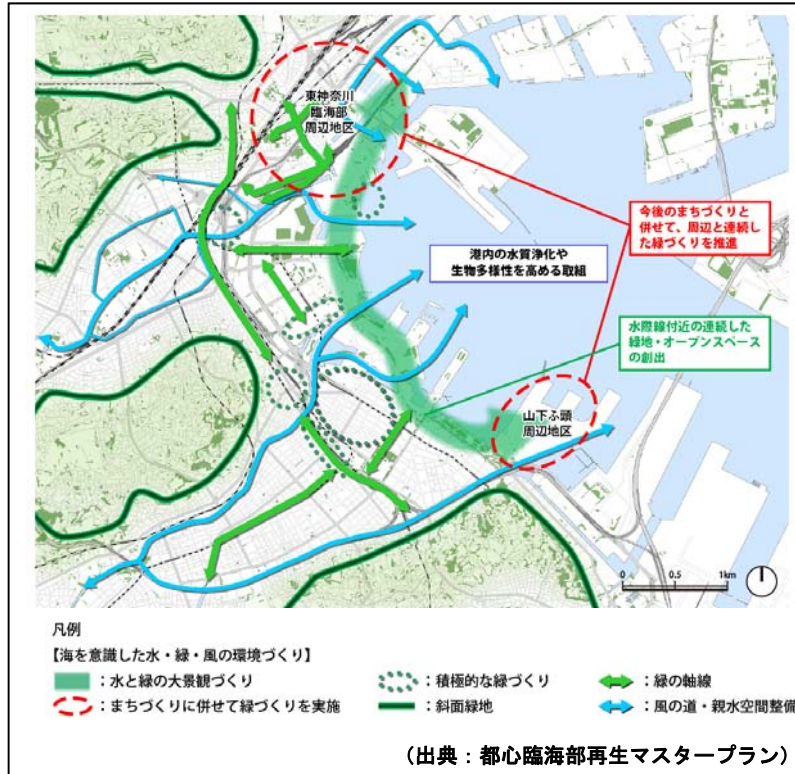 東神奈川
臨海部
周辺地区
今後のまちづくりと
併せて、周辺と連続し
た緑づくりを推進
港内の水質浄化や
生物多様性を高める取組
水際線付近の連続した
緑地・オープンスペース
の創出
山下ふ頭
周辺地区
0 0.5 1km
凡例
【海を意識した水・緑・風の環境づくり】
：水と緑の大景観づくり ：積極的な緑づくり ：緑の軸線
：まちづくりに併せて緑づくりを実施 ：斜面緑地 ：風の道・親水空間整備
（出典：都心臨海部再生マスタープラン）